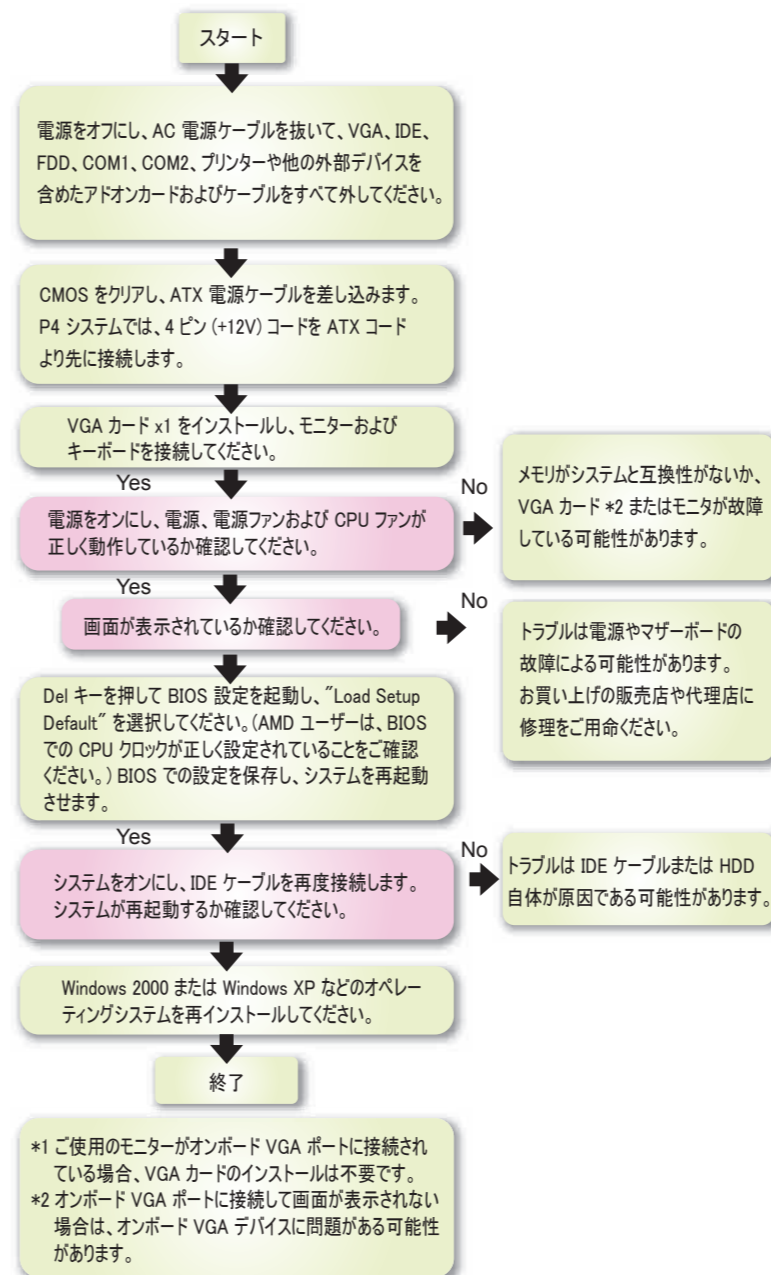 スタート
電源をオフにし、AC 電源ケーブルを抜いて、VGA、IDE、
FDD、COM1、COM2、プリンターや他の外部デバイスを
含めたアドオンカードおよびケーブルをすべて外してください。
CMOS をクリアし、ATX 電源ケーブルを差し込みます。
P4 システムでは、4 ピン (+12V) コードを ATX コード
より先に接続します。
VGA カード x1 をインストールし、モニターおよび
キーボードを接続してください。
Yes
電源をオンにし、電源、電源ファンおよび CPU ファンが
正しく動作しているか確認してください。
No
メモリがシステムと互換性がないか、
VGA カード *2 またはモニタが故障
している可能性があります。
Yes
画面が表示されているか確認してください。
No
トラブルは電源やマザーボードの
故障による可能性があります。
お買い上げの販売店や代理店に
修理をご用命ください。
Del キーを押して BIOS 設定を起動し、"Load Setup
Default" を選択してください。(AMD ユーザーは、BIOS
での CPU クロックが正しく設定されていることをご確認
ください。) BIOS での設定を保存し、システムを再起動
させます。
Yes
システムをオンにし、IDE ケーブルを再度接続します。
システムが再起動するか確認してください。
No
トラブルは IDE ケーブルまたは HDD
自体が原因である可能性があります。
Windows 2000 または Windows XP などのオペレー
ティングシステムを再インストールしてください。
終了
*1 ご使用のモニターがオンボード VGA ポートに接続され
ている場合、VGA カードのインストールは不要です。
*2 オンボード VGA ポートに接続して画面が表示されない
場合は、オンボード VGA デバイスに問題がある可能性
があります。